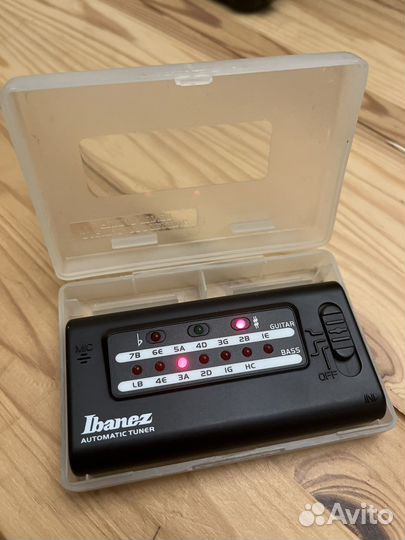 MIC
♭ #
7B 6E 5A 4D 3G 2B 1E GUITAR
LB 4E 3A 2D 1G HC BASS
OFF
Ibanez
AUTOMATIC TUNER
Avito